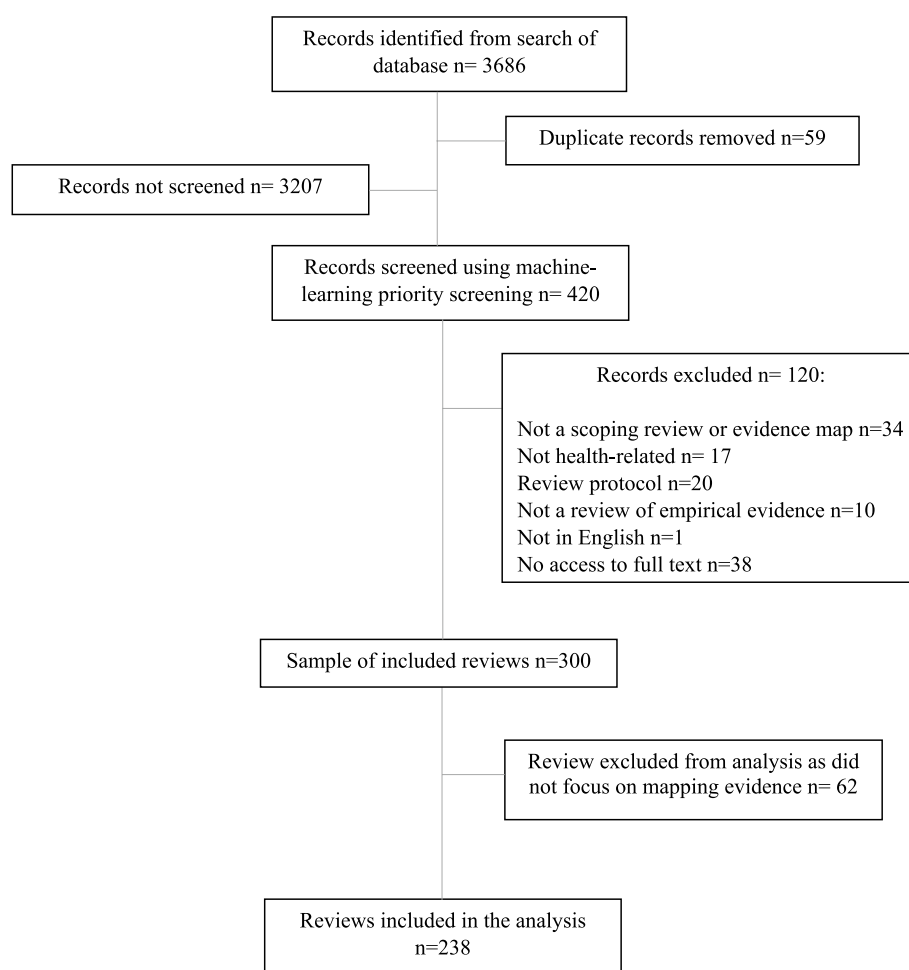 Records identified from search of
database n= 3686
Duplicate records removed n=59
Records not screened n= 3207
Records screened using machine-
learning priority screening n= 420
Records excluded n= 120:
Not a scoping review or evidence map n=34
Not health-related n= 17
Review protocol n=20
Not a review of empirical evidence n=10
Not in English n=1
No access to full text n=38
Sample of included reviews n=300
Review excluded from analysis as did
not focus on mapping evidence n= 62
Reviews included in the analysis
n=238